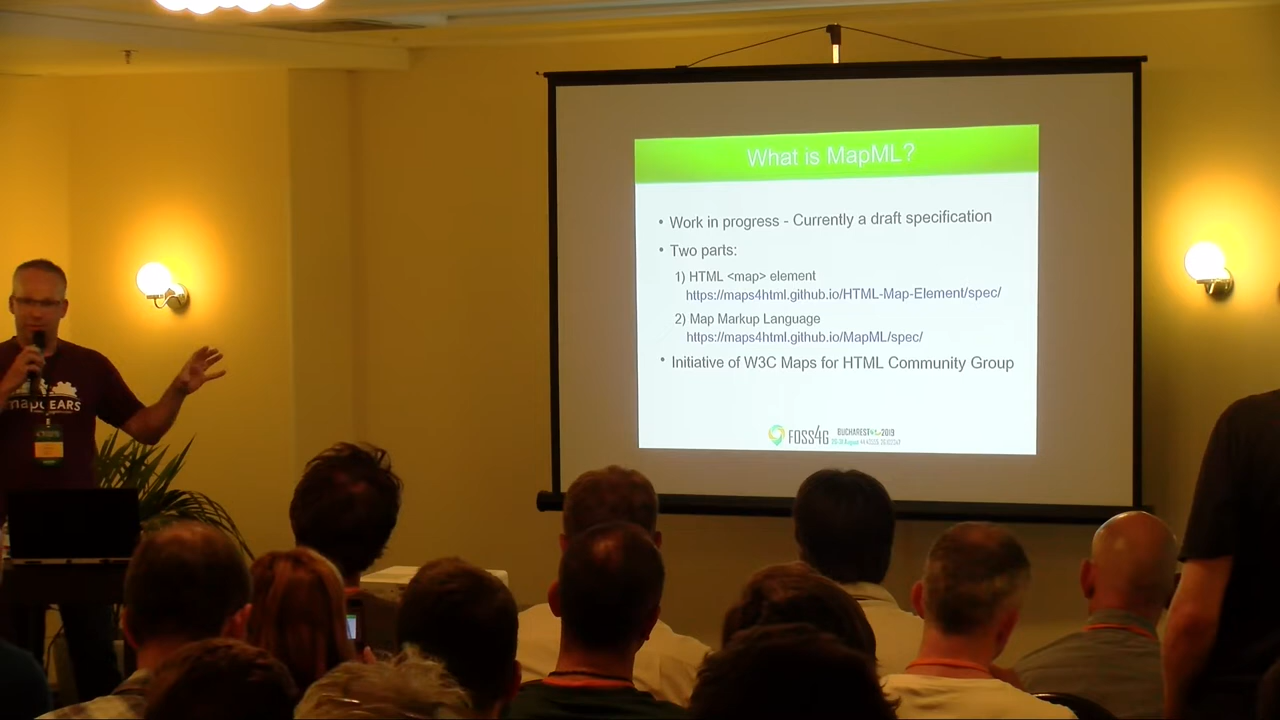 What is MapML?
• Work in progress - Currently a draft specification
• Two parts:
1) HTML <map> element
https://maps4html.github.io/HTML-Map-Element/spec/
2) Map Markup Language
https://maps4html.github.io/MapML/spec/
• Initiative of W3C Maps for HTML Community Group
FOSS4G
BUCHAREST 2019
mapgears